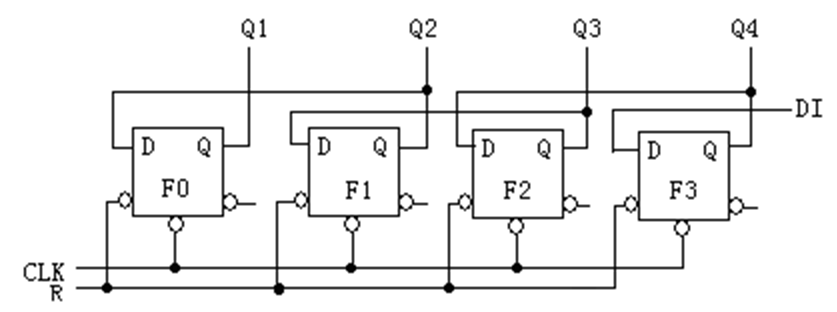 Q1 Q2 Q3 Q4
DI
D Q D Q D Q D Q
F0 F1 F2 F3
CLK
R